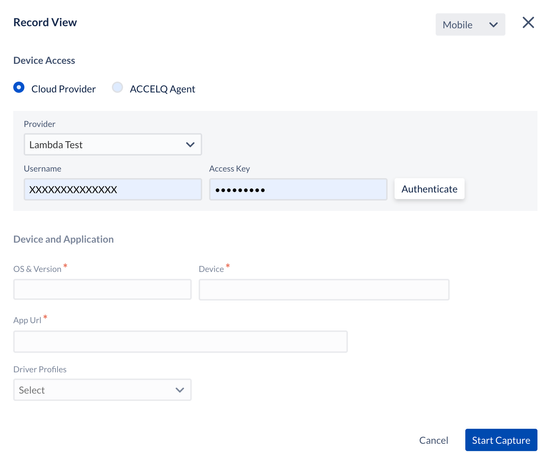 Record View
Mobile
Device Access
Cloud Provider ACCELQ Agent
Provider
Lambda Test
Username Access Key
XXXXXXXXXXXXXX ••••••••• Authenticate
Device and Application
OS & Version * Device *
App Url *
Driver Profiles
Select
Cancel Start Capture